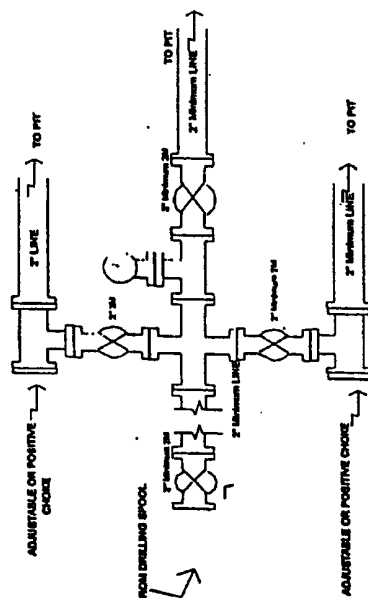 TO PIT
2" LINE
2" 2M
ADJUSTABLE OR POSITIVE
CHOKE
TO PIT
2" Minimum LINE
2" Minimum 2M
2" Minimum LINE
2" Minimum 2M
ROM DRILLING SPOOL
TO PIT
2" Minimum LINE
2" Minimum 2M
ADJUSTABLE OR POSITIVE
CHOKE